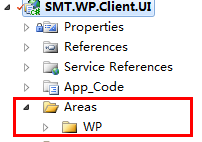 SMT.WP.Client.UI
Properties
References
Service References
App_Code
Areas
WP